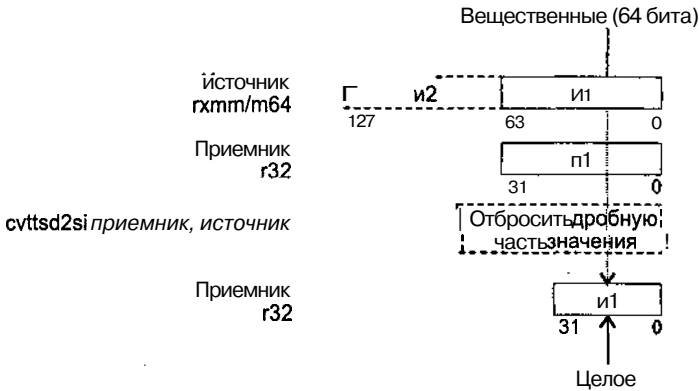 Вещественные (64 бита)
источник
rxmm/m64
и2
И1
127
63
0
Приемник
r32
п1
31
0
cvttsd2si приемник, источник
Отбросить дробную
часть значения
Приемник
r32
и1
31
0
Целое